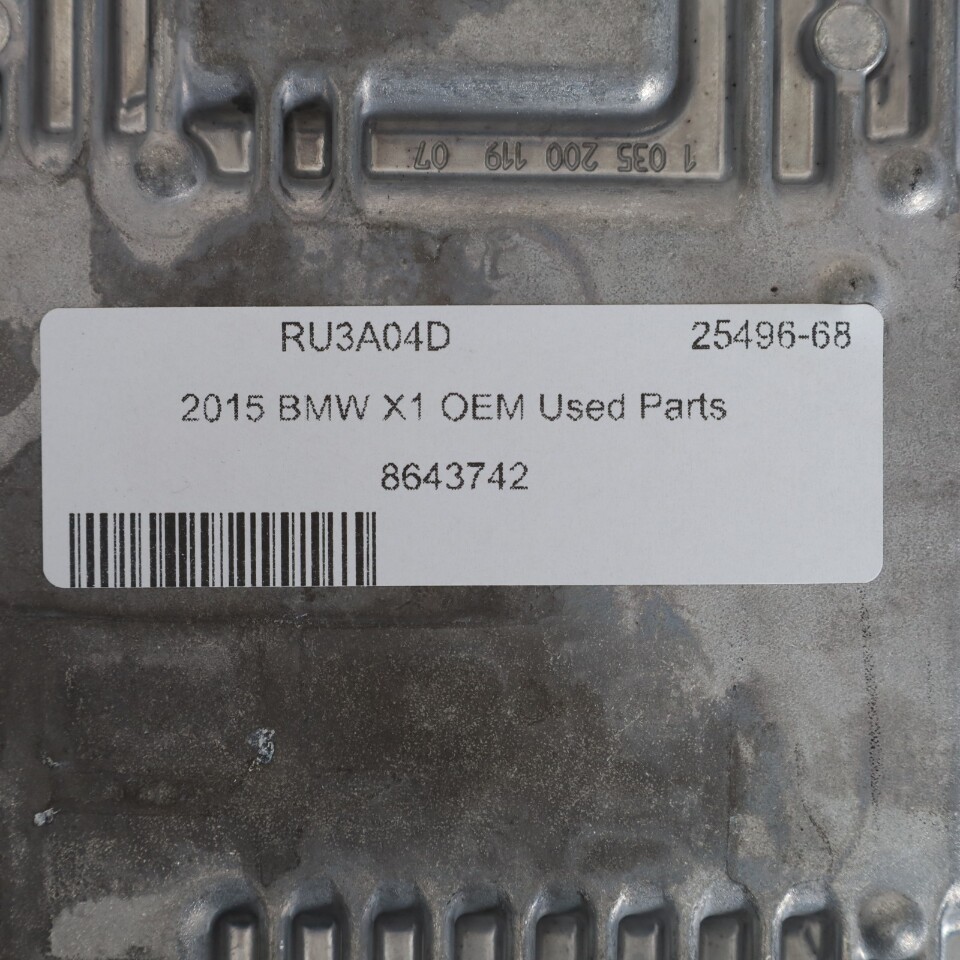 1 035 200 119 07
RU3A04D 25496-68
2015 BMW X1 OEM Used Parts
8643742